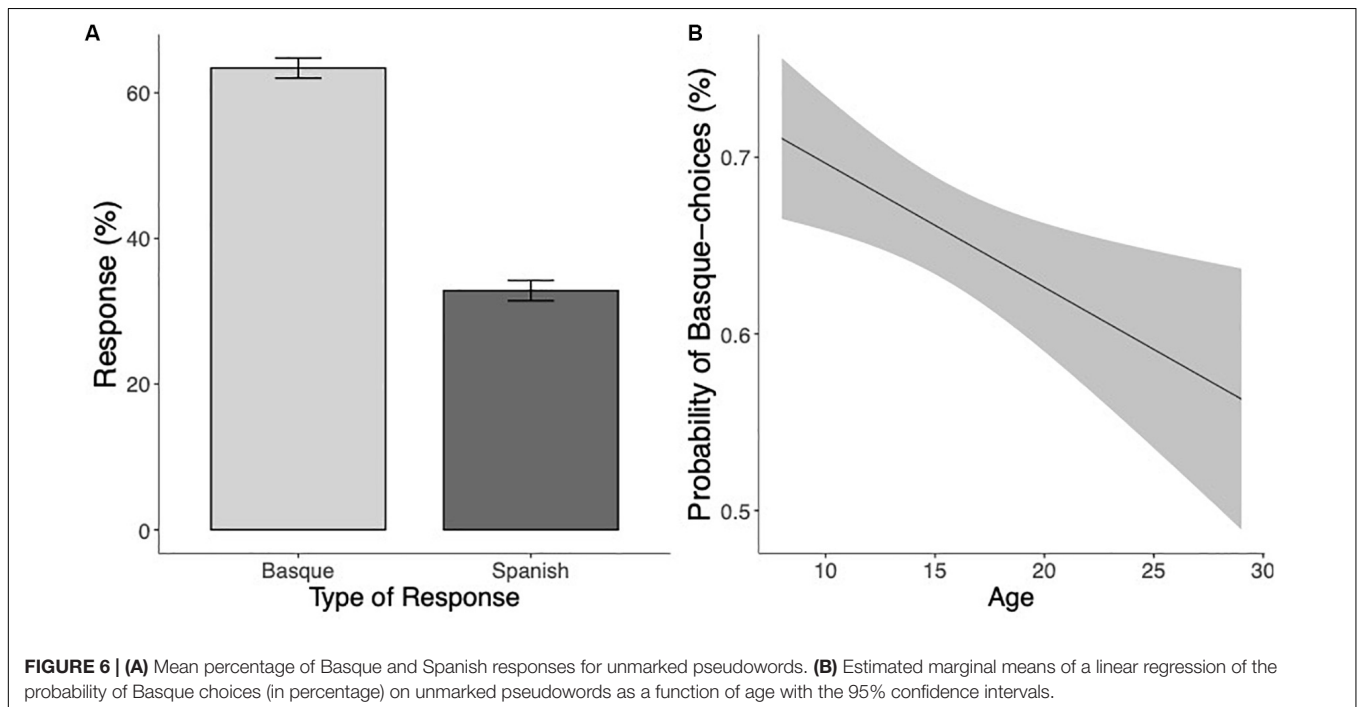 A
B
Response (%)
60
40
20
0
Basque
Spanish
Type of Response
Probability of Basque−choices (%)
0.7
0.6
0.5
10
15
20
25
30
Age
FIGURE 6 | (A) Mean percentage of Basque and Spanish responses for unmarked pseudowords. (B) Estimated marginal means of a linear regression of the
probability of Basque choices (in percentage) on unmarked pseudowords as a function of age with the 95% confidence intervals.